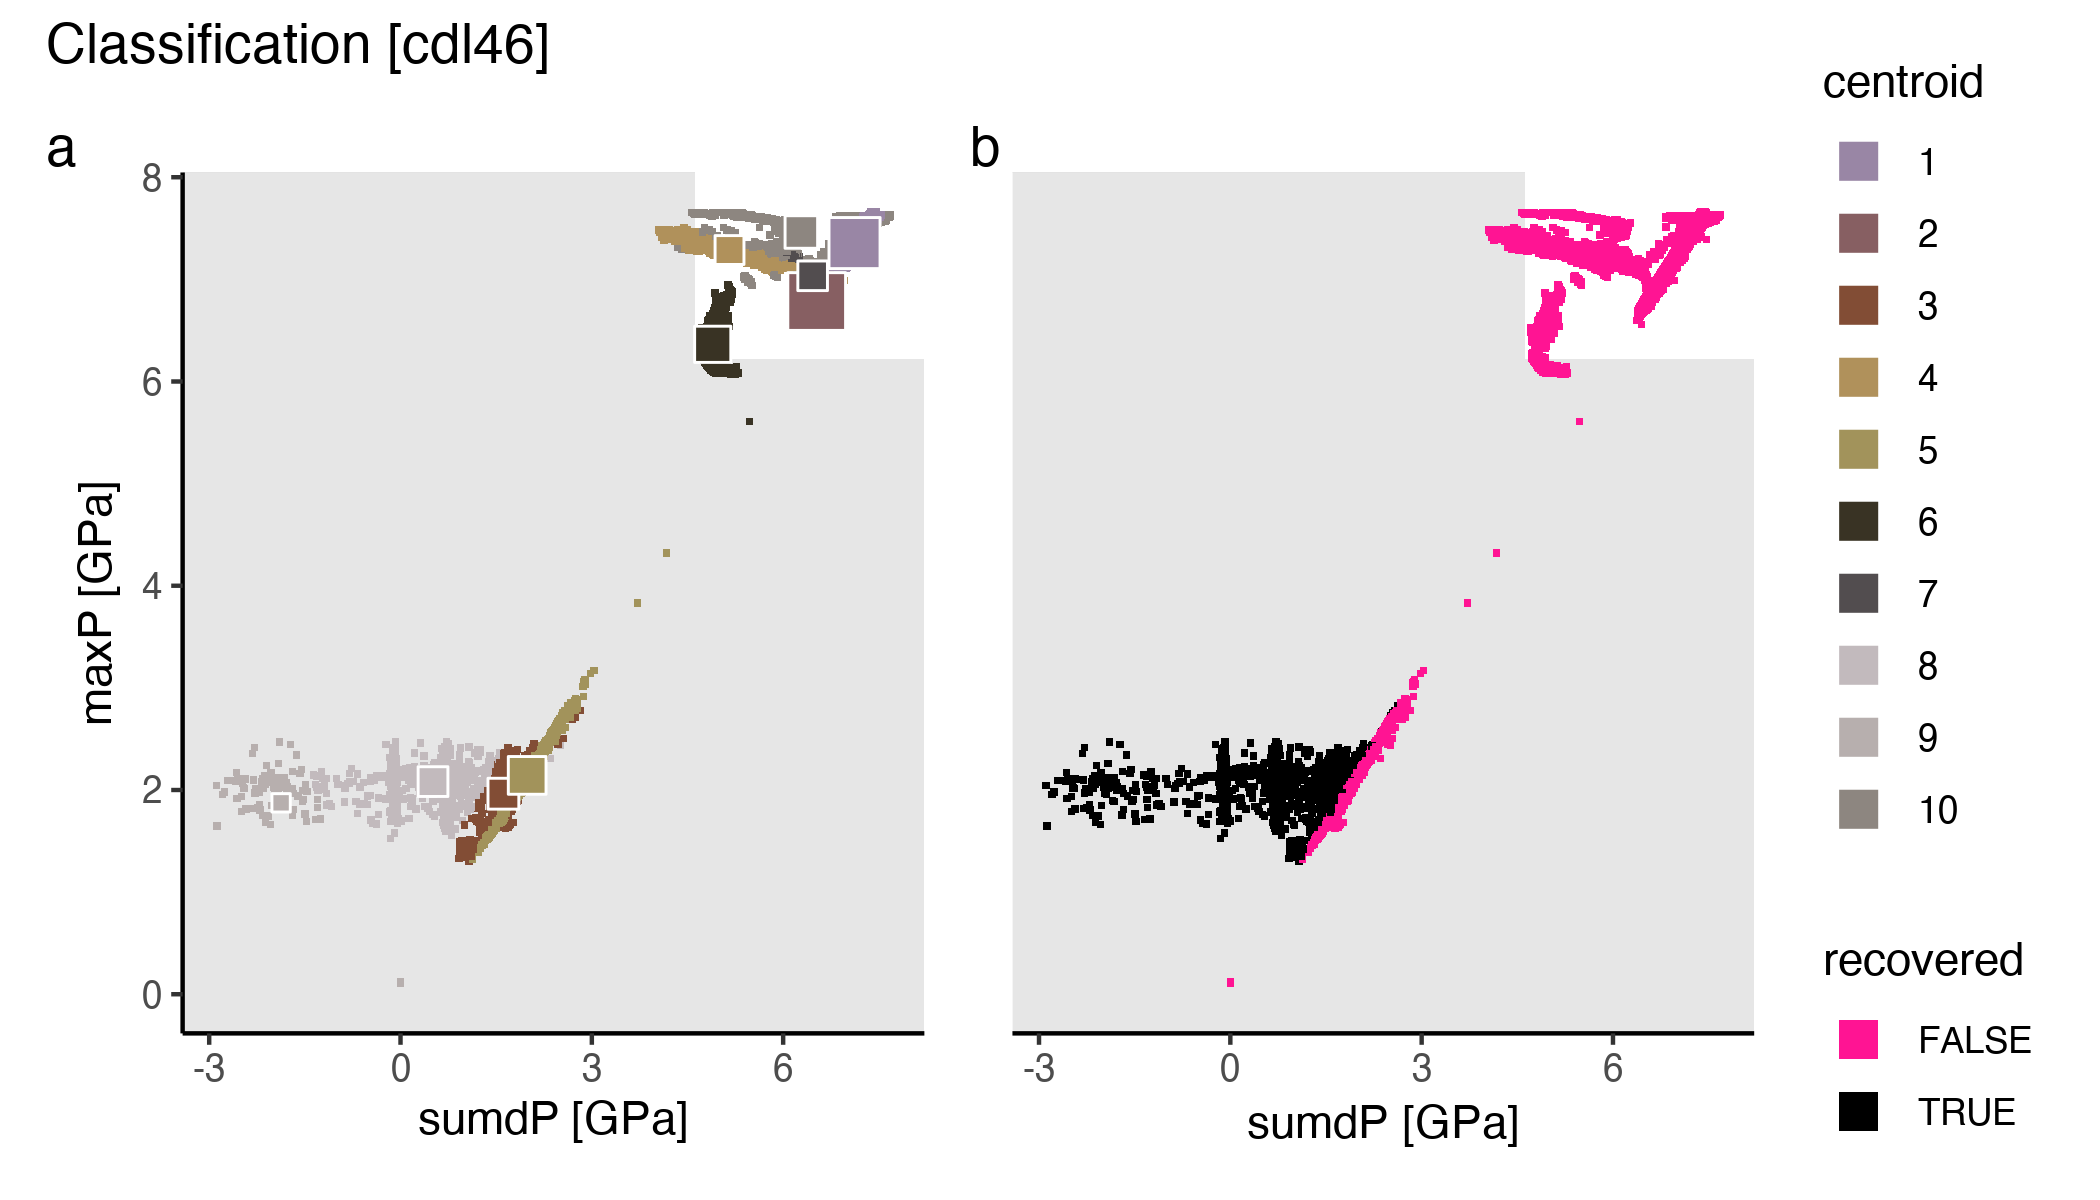 Classification [cdl46]
a
b
maxP [GPa]
8
6
4
2
0
-3 0 3 6
sumdP [GPa]
-3 0 3 6
sumdP [GPa]
centroid
1
2
3
4
5
6
7
8
9
10
recovered
FALSE
TRUE